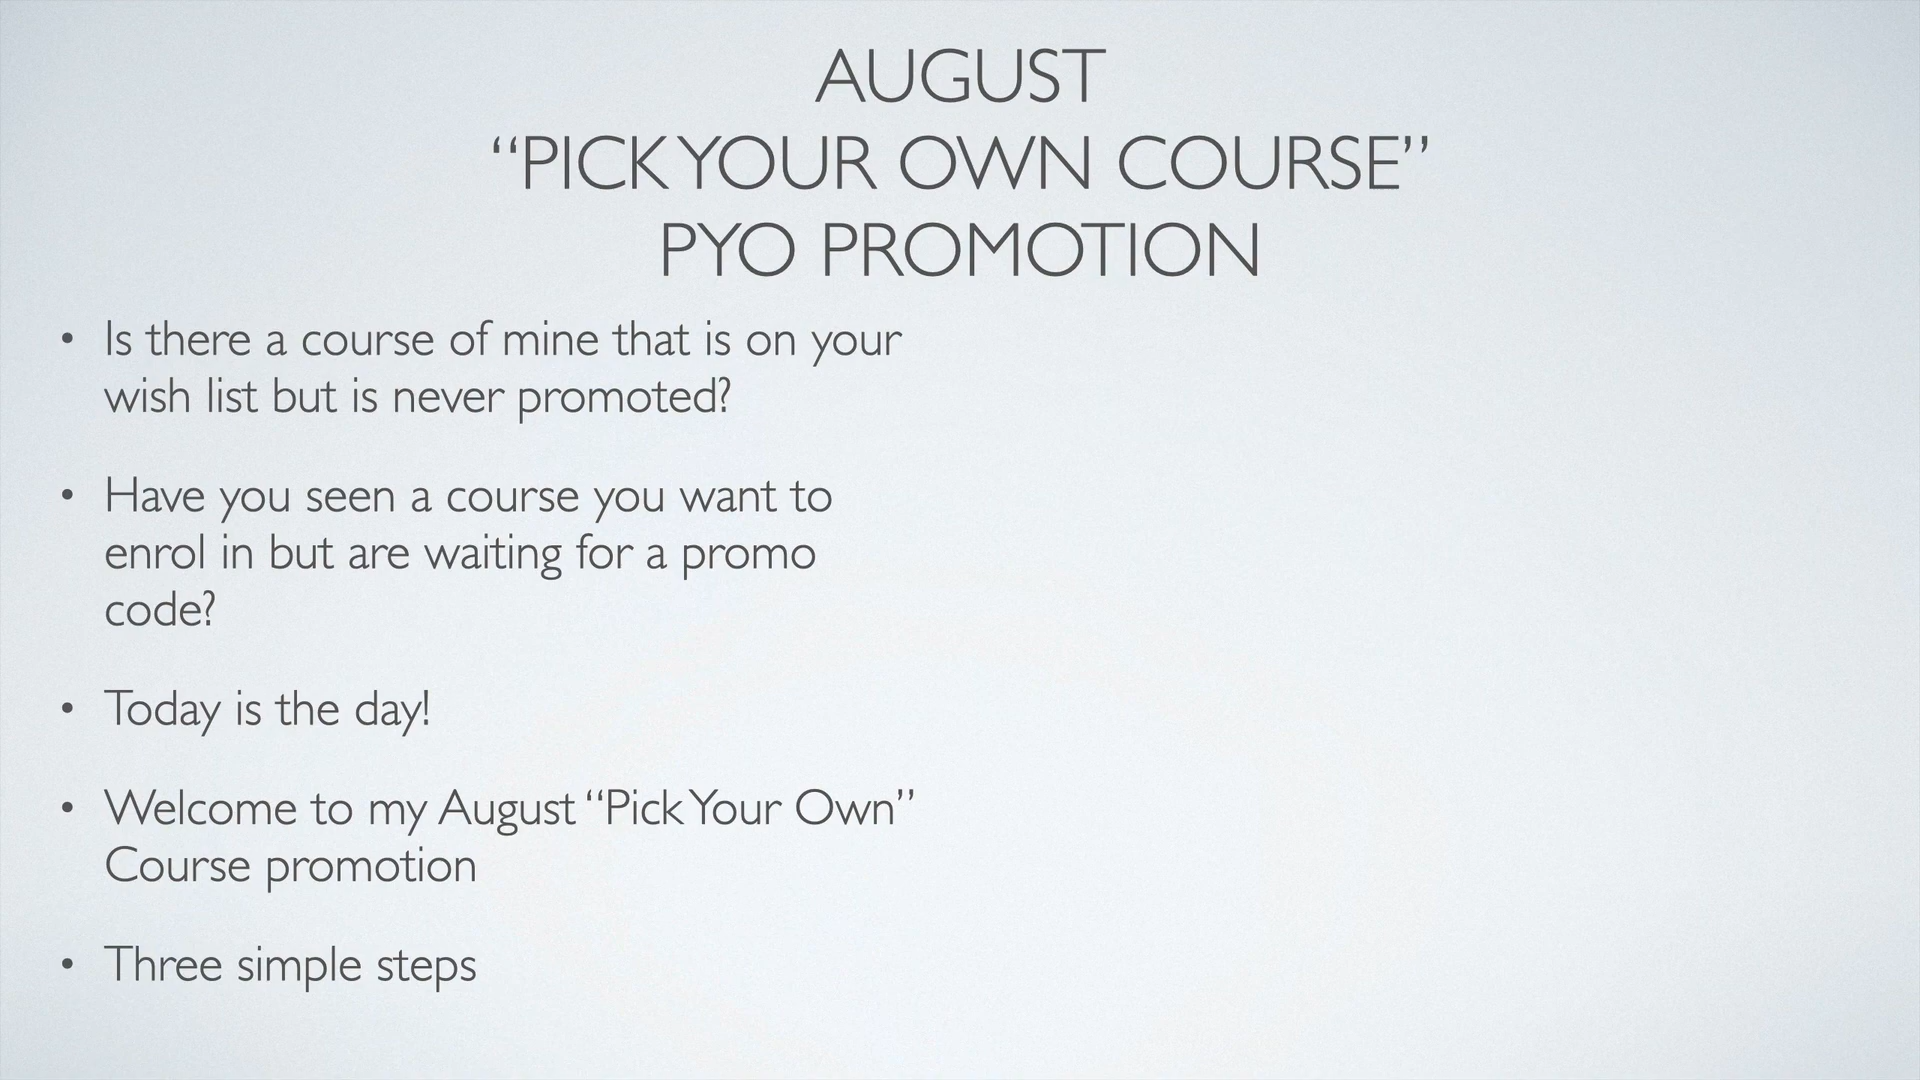 AUGUST
“PICK YOUR OWN COURSE”
PYO PROMOTION
• Is there a course of mine that is on your
wish list but is never promoted?
• Have you seen a course you want to
enrol in but are waiting for a promo
code?
• Today is the day!
• Welcome to my August “Pick Your Own”
Course promotion
• Three simple steps